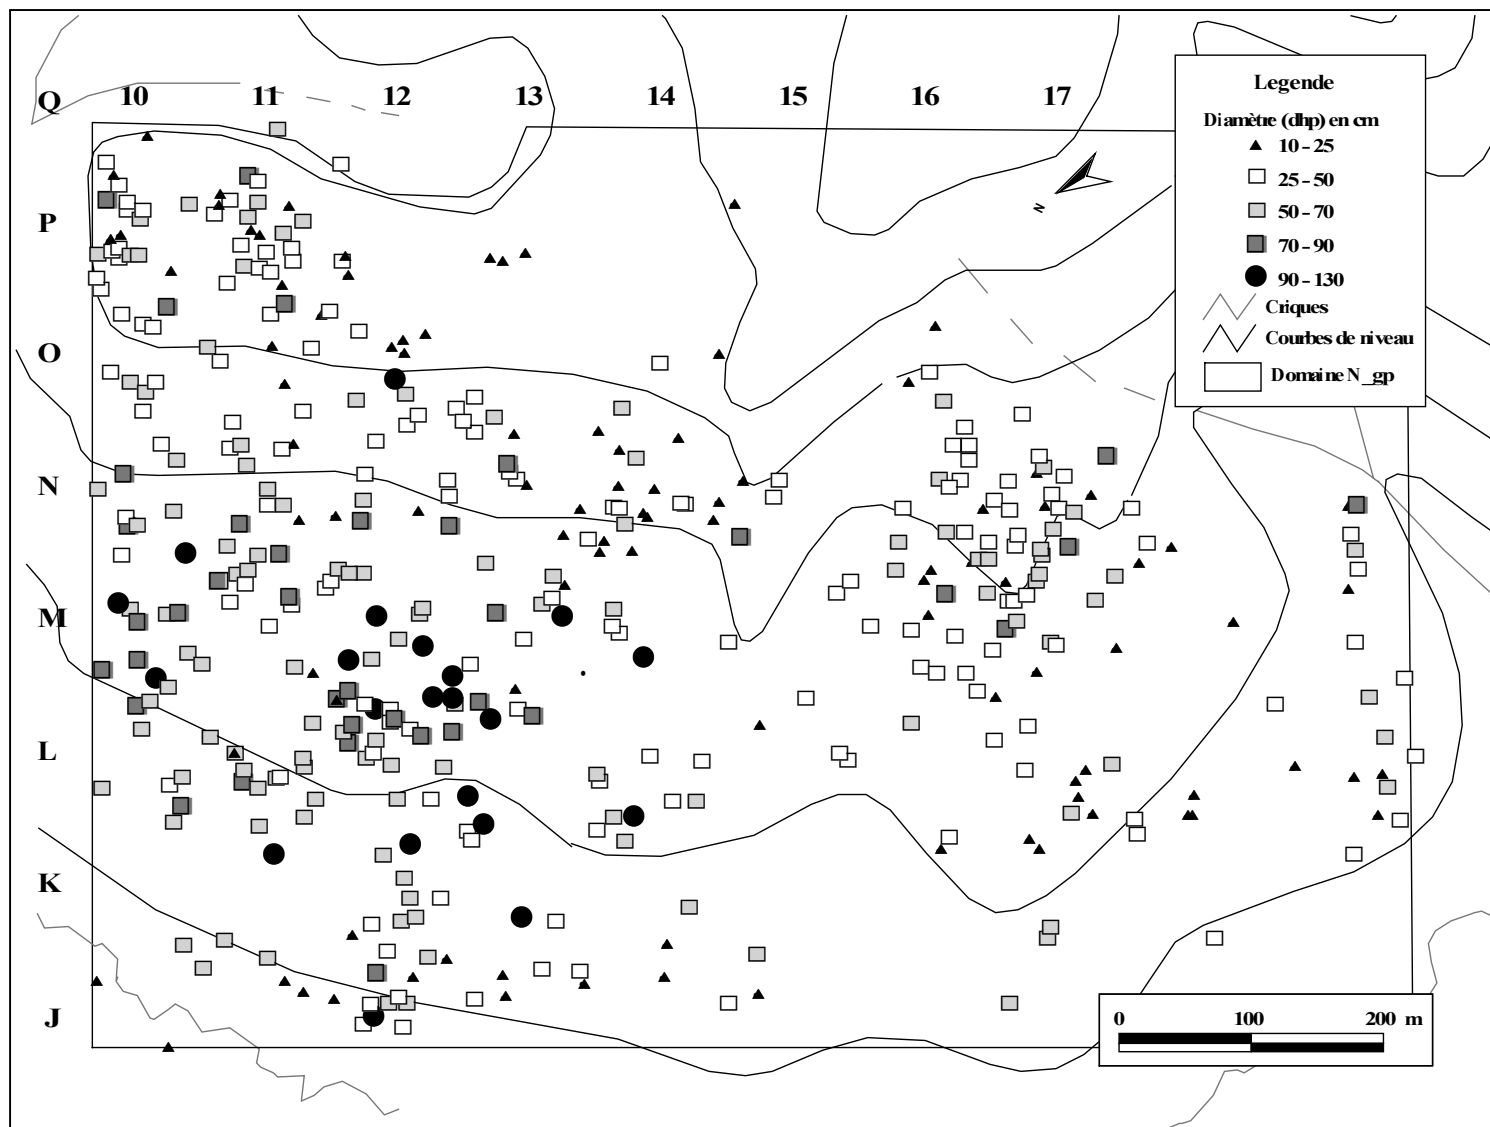 Q 10 11 12 13 14 15 16 17
P
O
N
M
L
K
J
N
Legende
Diamètre (dhp) en cm
10 - 25
25 - 50
50 - 70
70 - 90
90 - 130
Criques
Courbes de niveau
Domaine N_gp
0 100 200 m